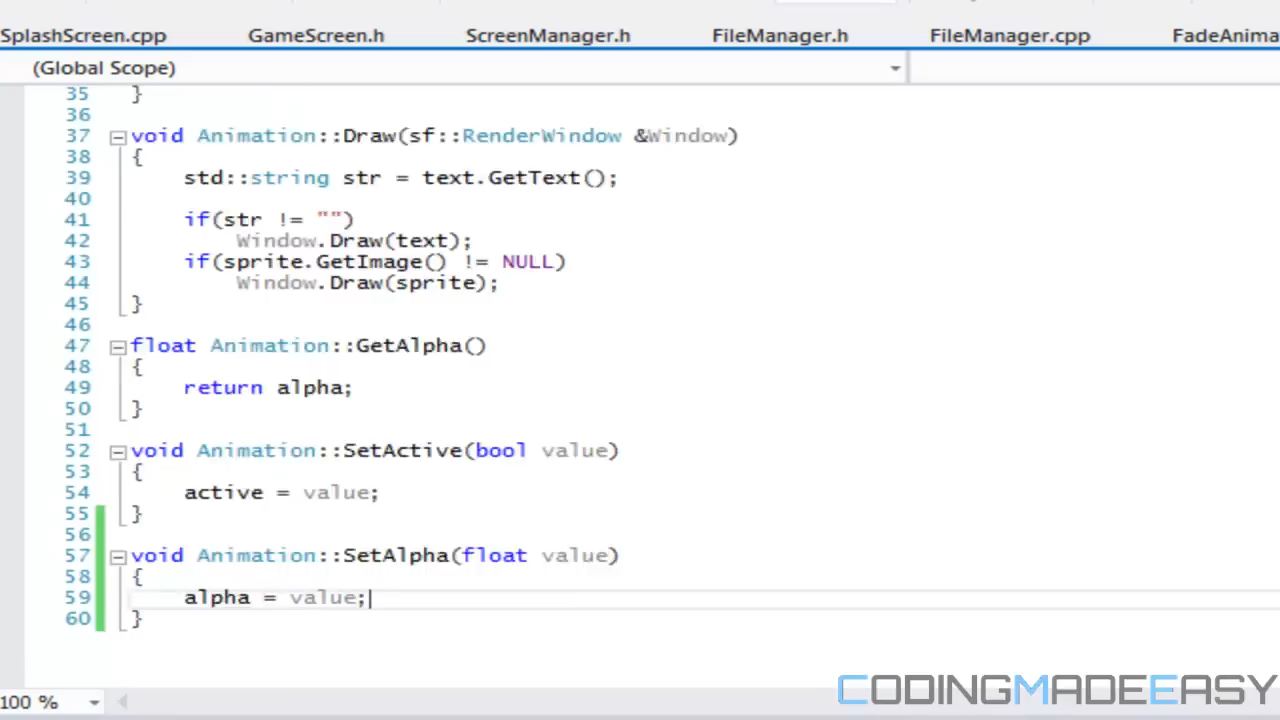 SplashScreen.cpp GameScreen.h ScreenManager.h FileManager.h FileManager.cpp FadeAnima
(Global Scope)
35 }
36
37 void Animation::Draw(sf::RenderWindow &Window)
38 {
39 std::string str = text.GetText();
40
41 if(str != "")
42 Window.Draw(text);
43 if(sprite.GetImage() != NULL)
44 Window.Draw(sprite);
45 }
46
47 float Animation::GetAlpha()
48 {
49 return alpha;
50 }
51
52 void Animation::SetActive(bool value)
53 {
54 active = value;
55 }
56
57 void Animation::SetAlpha(float value)
58 {
59 alpha = value;
60 }
100 %
CODINGMADEEASY